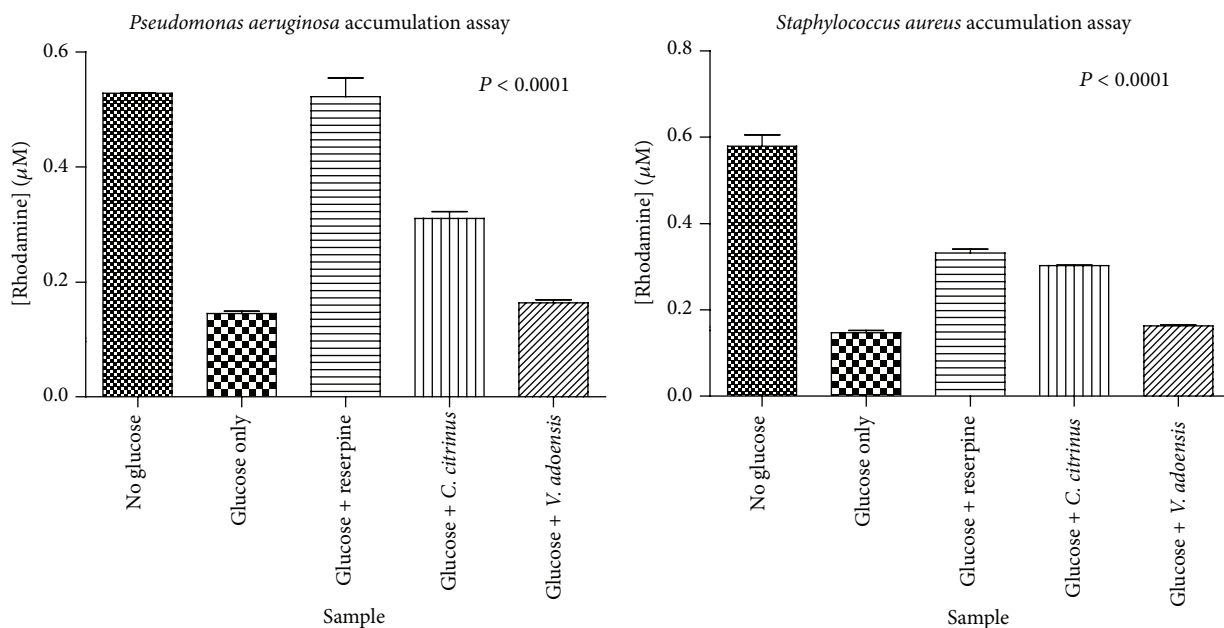 Pseudomonas aeruginosa accumulation assay
0.6
0.4
0.2
0.0
[Rhodamine] (μM)
P < 0.0001
No glucose
Glucose only
Glucose + reserpine
Glucose + C. citrinus
Glucose + V. adoensis
Sample
Staphylococcus aureus accumulation assay
0.8
0.6
0.4
0.2
0.0
[Rhodamine] (μM)
P < 0.0001
No glucose
Glucose only
Glucose + reserpine
Glucose + C. citrinus
Glucose + V. adoensis
Sample